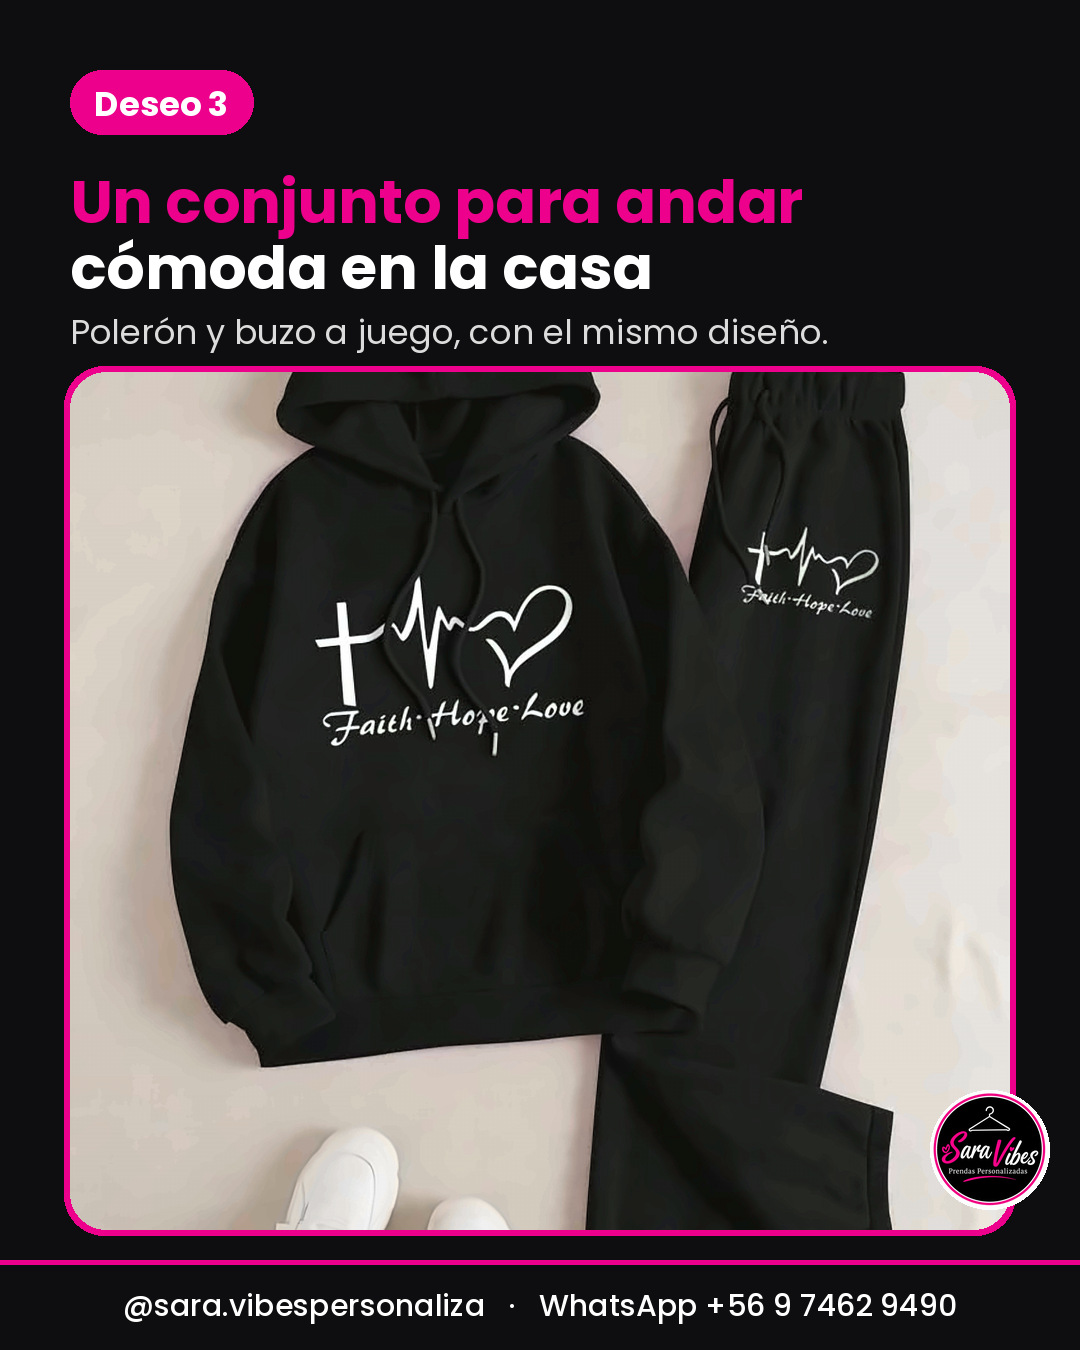 Deseo 3
Un conjunto para andar
cómoda en la casa
Polerón y buzo a juego, con el mismo diseño.
Faith·Hope·Love
Faith·Hope·Love
Sara Vibes
Prendas Personalizadas
@sara.vibespersonaliza · WhatsApp +56 9 7462 9490